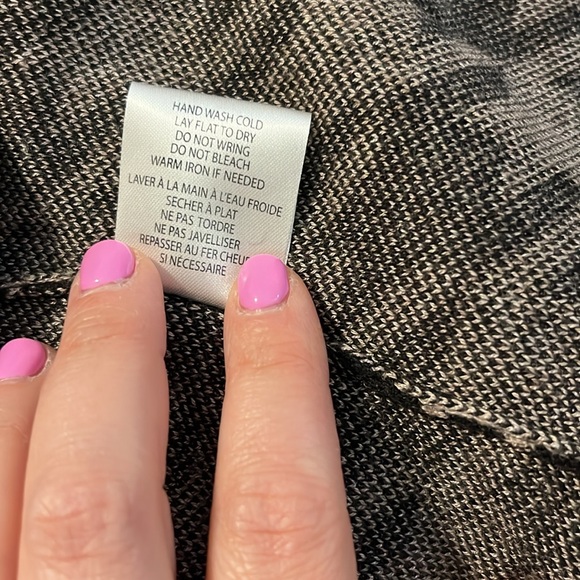 HAND WASH COLD
LAY FLAT TO DRY
DO NOT WRING
DO NOT BLEACH
WARM IRON IF NEEDED
LAVER À LA MAIN À L'EAU FROIDE
SECHER À PLAT
NE PAS TORDRE
NE PAS JAVELLISER
REPASSER AU FER
SI NECESSAIRE